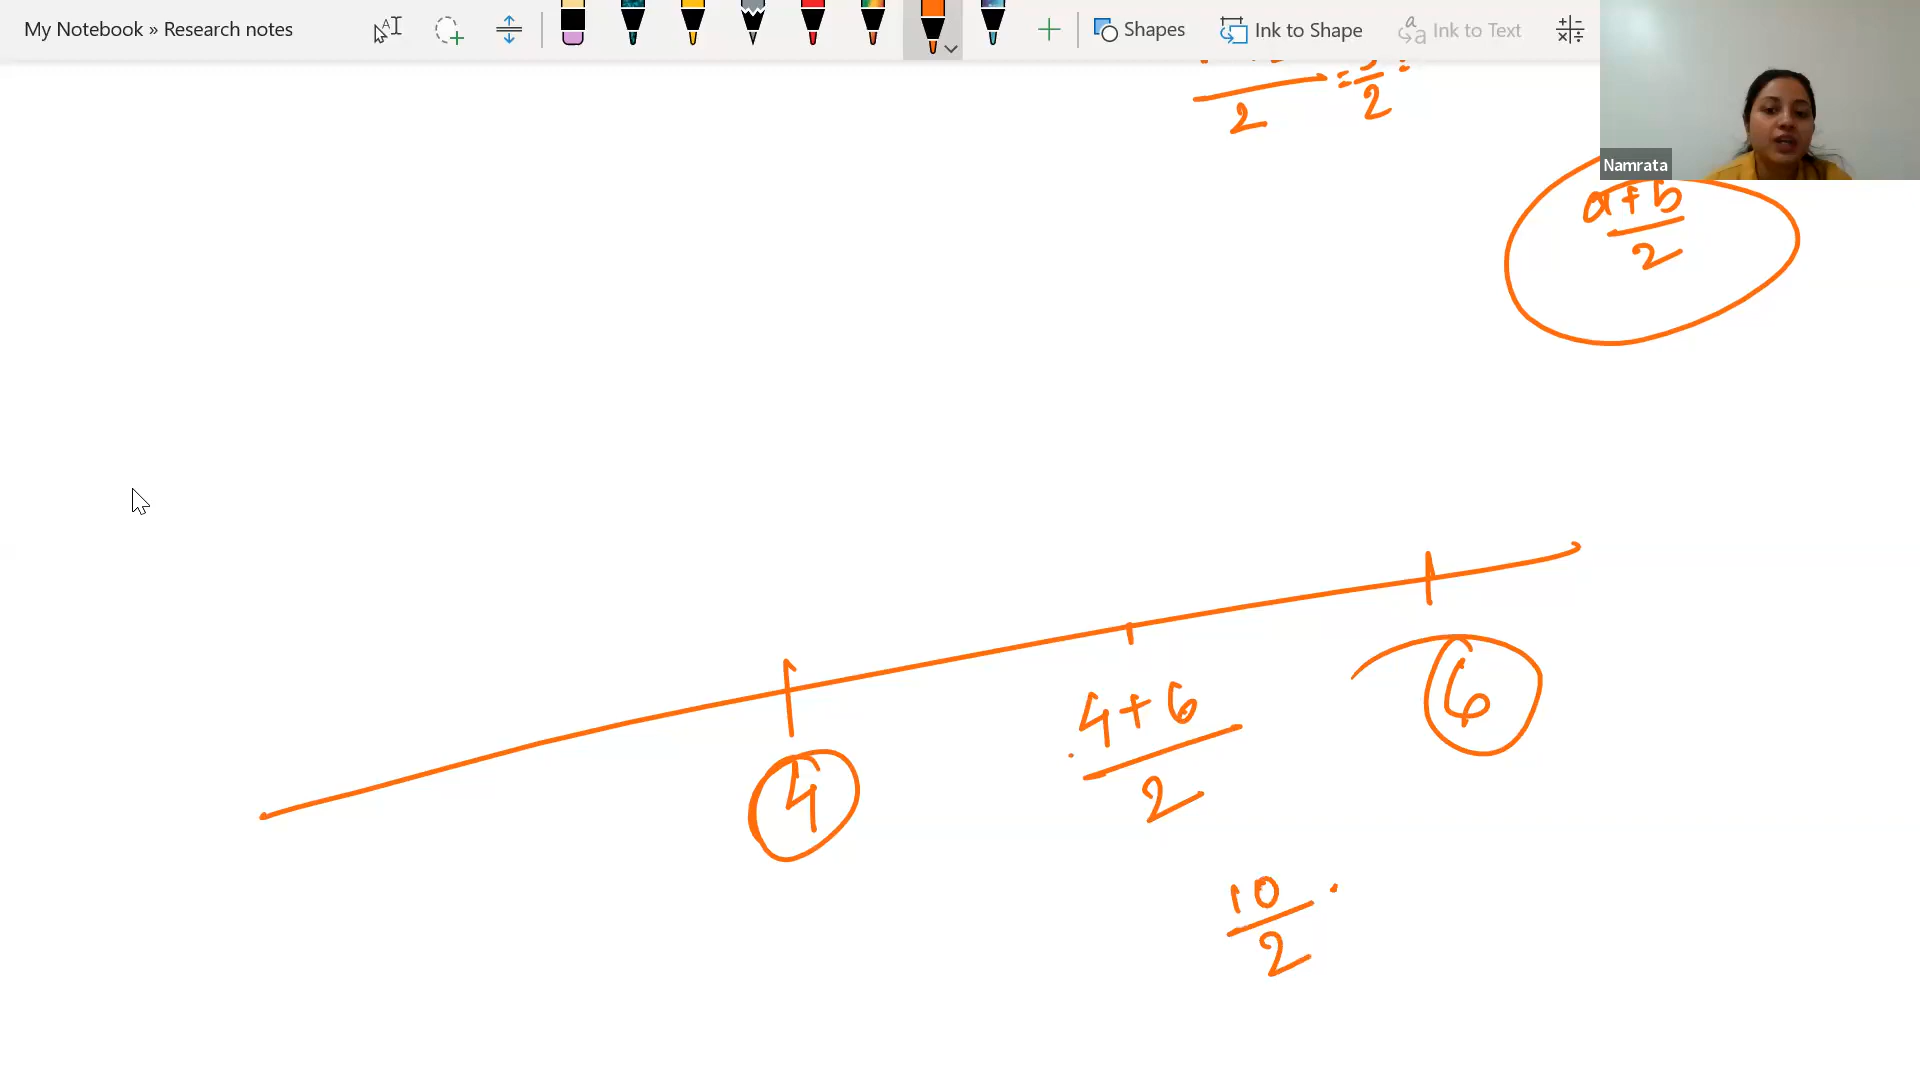 My Notebook » Research notes
Shapes
Ink to Shape
Ink to Text
Namrata
2 = 2
a+b
2
4+6
2
4
6
10
2